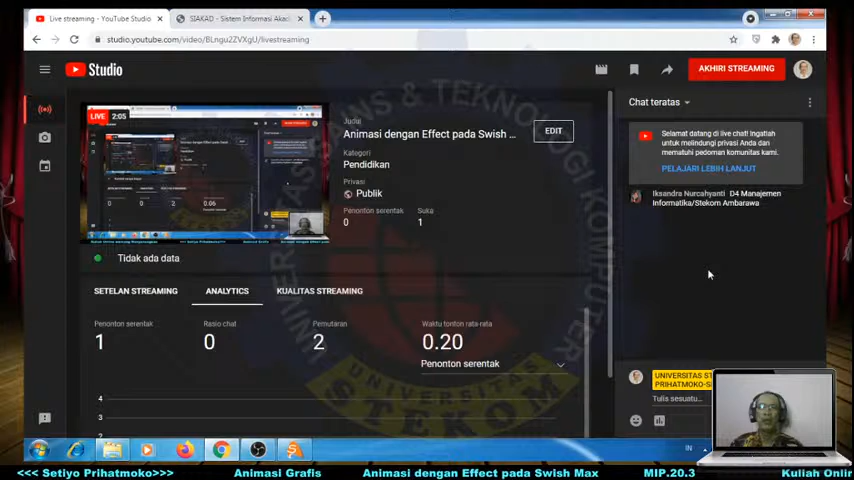 Live streaming - YouTube Studio
SIAKAD - Sistem Informasi Akad
studio.youtube.com/video/BLngu2ZVXgU/livestreaming
Studio
AKHIRI STREAMING
LIVE 2:05
Judul
Animasi dengan Effect pada Swish ...
EDIT
Kategori
Pendidikan
Privasi
Publik
Penonton serentak
Suka
0
1
Tidak ada data
SETELAN STREAMING
ANALYTICS
KUALITAS STREAMING
Penonton serentak
Rasio chat
Pemutaran
Waktu tonton rata-rata
1
0
2
0.20
Penonton serentak
4
3
2
Chat teratas
Selamat datang di live chat! Ingatlah
untuk melindungi privasi Anda dan
mematuhi pedoman komunitas kami.
PELAJARI LEBIH LANJUT
Iksandra Nurcahyanti D4 Manajemen
Informatika/Stekom Ambarawa
UNIVERSITAS ST
PRIHATMOKO-SI
Tulis sesuatu...
UNIVERSITAS
STEKOM
IN
<<< Setiyo Prihatmoko>>> Animasi Grafis Animasi dengan Effect pada Swish Max MIP.20.3 Kuliah Onlin